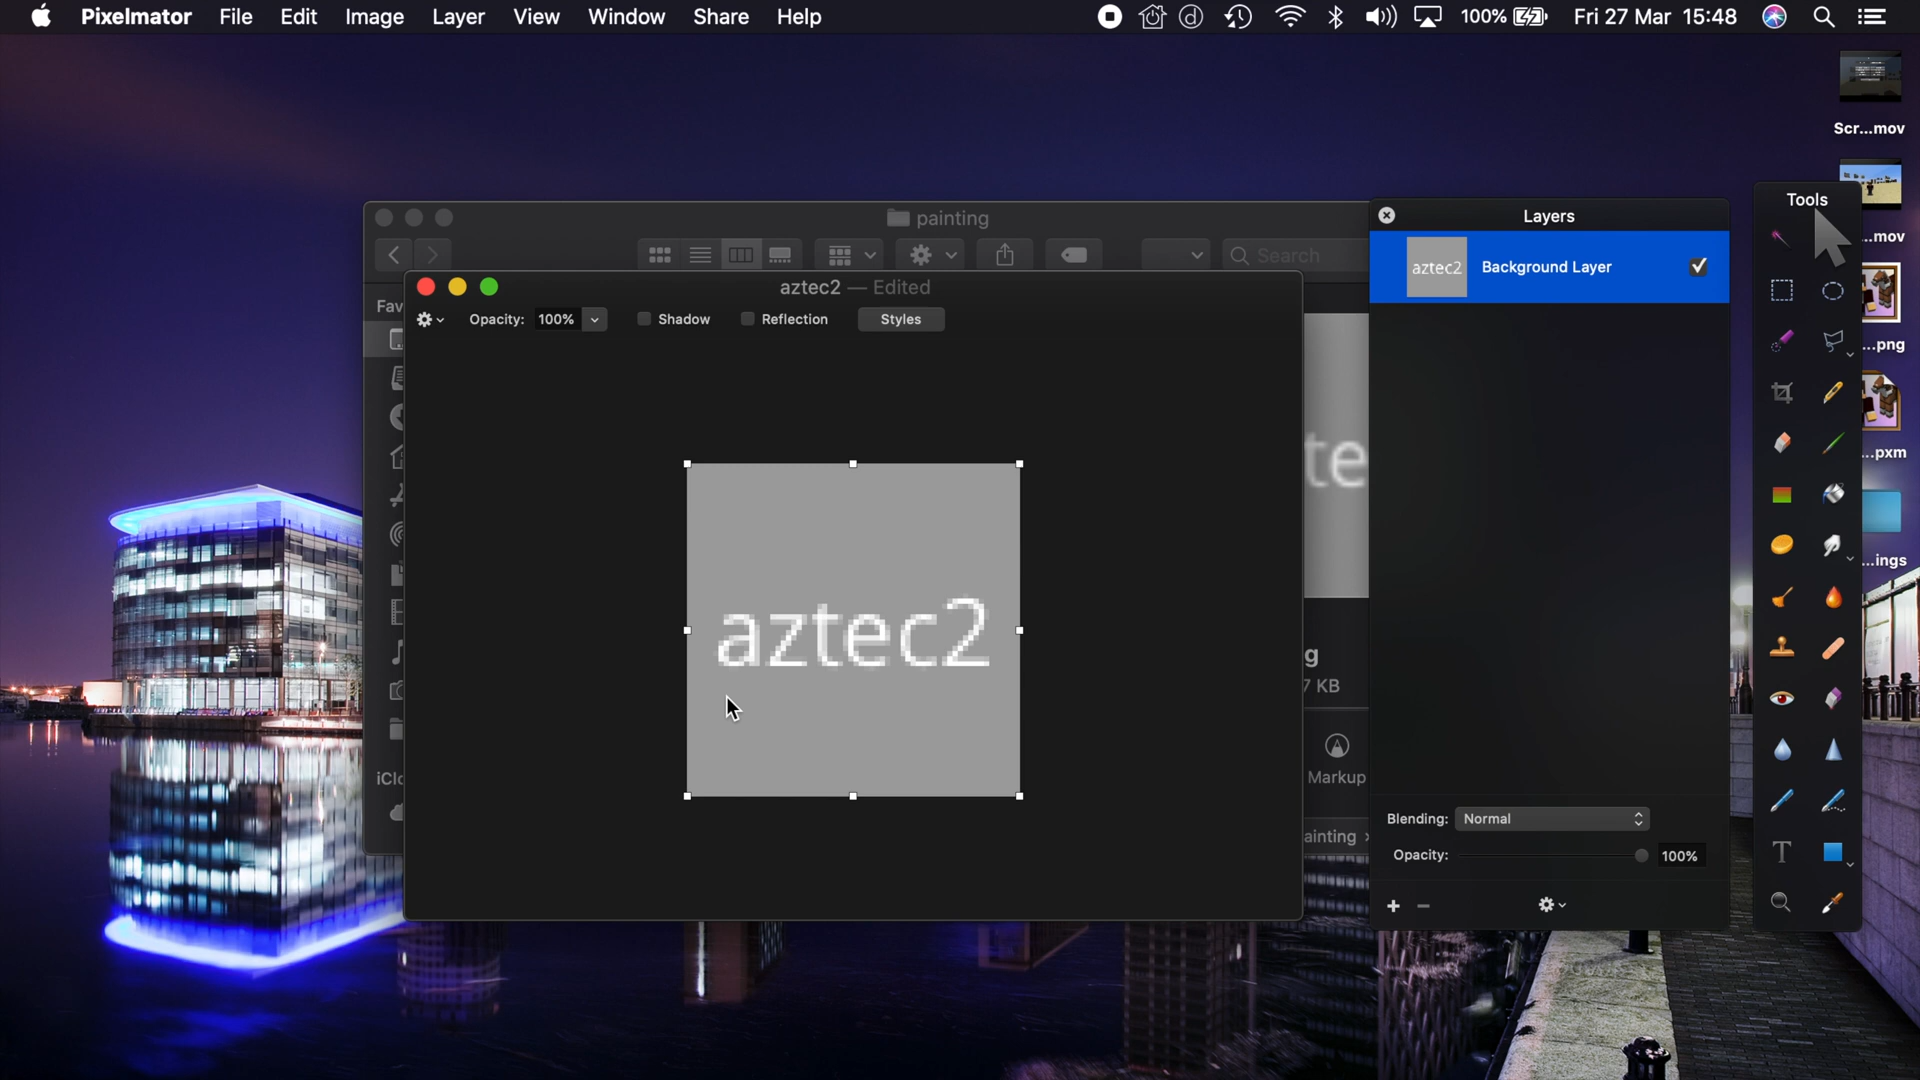 Pixelmator File Edit Image Layer View Window Share Help 100% Fri 27 Mar 15:48
Scr...mov
painting
Search
Layers
Tools
...mov
aztec2 — Edited
aztec2 Background Layer
Fav
Opacity: 100% Shadow Reflection Styles
...png
te
...pxm
...ings
aztec2
g
7 KB
Markup
iClo
ainting
Blending: Normal
Opacity: 100%
T